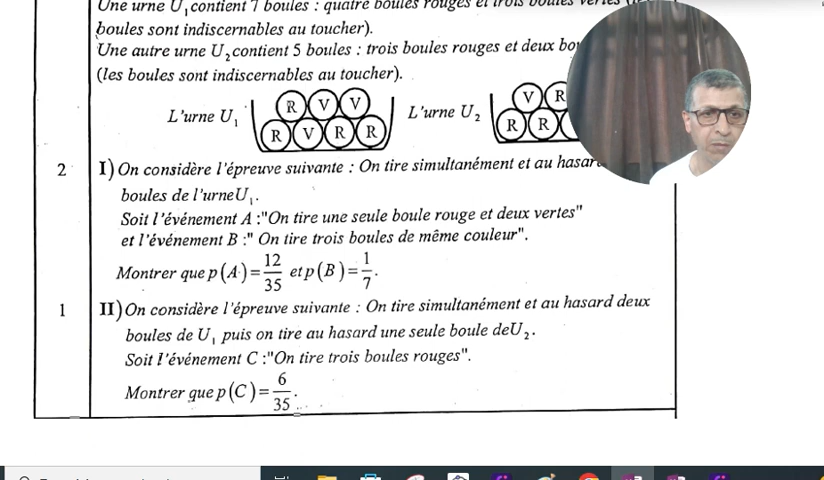 Une urne U₁ contient 7 boules : quatre boules rouges et trois boules vertes
boules sont indiscernables au toucher).
Une autre urne U₂ contient 5 boules : trois boules rouges et deux
(les boules sont indiscernables au toucher).
R V V
V R
L'urne U₁
L'urne U₂
R V R R
R R
2
I) On considère l'épreuve suivante : On tire simultanément et au
boules de l'urneU₁.
Soit l'événement A :"On tire une seule boule rouge et deux vertes"
et l'événement B :" On tire trois boules de même couleur".
Montrer que p(A)=12/35 et p(B)=1/7.
1
II) On considère l'épreuve suivante : On tire simultanément et au hasard deux
boules de U₁ puis on tire au hasard une seule boule deU₂.
Soit l'événement C :"On tire trois boules rouges".
Montrer que p(C)=6/35.